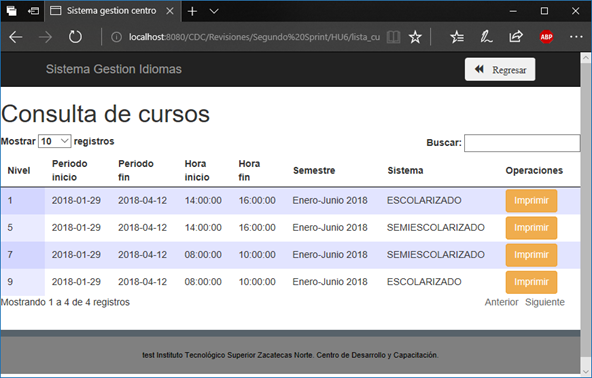 Sistema gestion centro
localhost:8080/CDC/Revisiones/Segundo%20Sprint/HU6/lista_cu
ABP
Sistema Gestion Idiomas
Regresar
Consulta de cursos
Mostrar 10 registros
Buscar:
Nivel Periodo inicio Periodo fin Hora inicio Hora fin Semestre Sistema Operaciones
1 2018-01-29 2018-04-12 14:00:00 16:00:00 Enero-Junio 2018 ESCOLARIZADO Imprimir
5 2018-01-29 2018-04-12 14:00:00 16:00:00 Enero-Junio 2018 SEMIESCOLARIZADO Imprimir
7 2018-01-29 2018-04-12 08:00:00 10:00:00 Enero-Junio 2018 SEMIESCOLARIZADO Imprimir
9 2018-01-29 2018-04-12 08:00:00 10:00:00 Enero-Junio 2018 ESCOLARIZADO Imprimir
Mostrando 1 a 4 de 4 registros
Anterior Siguiente
test Instituto Tecnológico Superior Zacatecas Norte. Centro de Desarrollo y Capacitación.